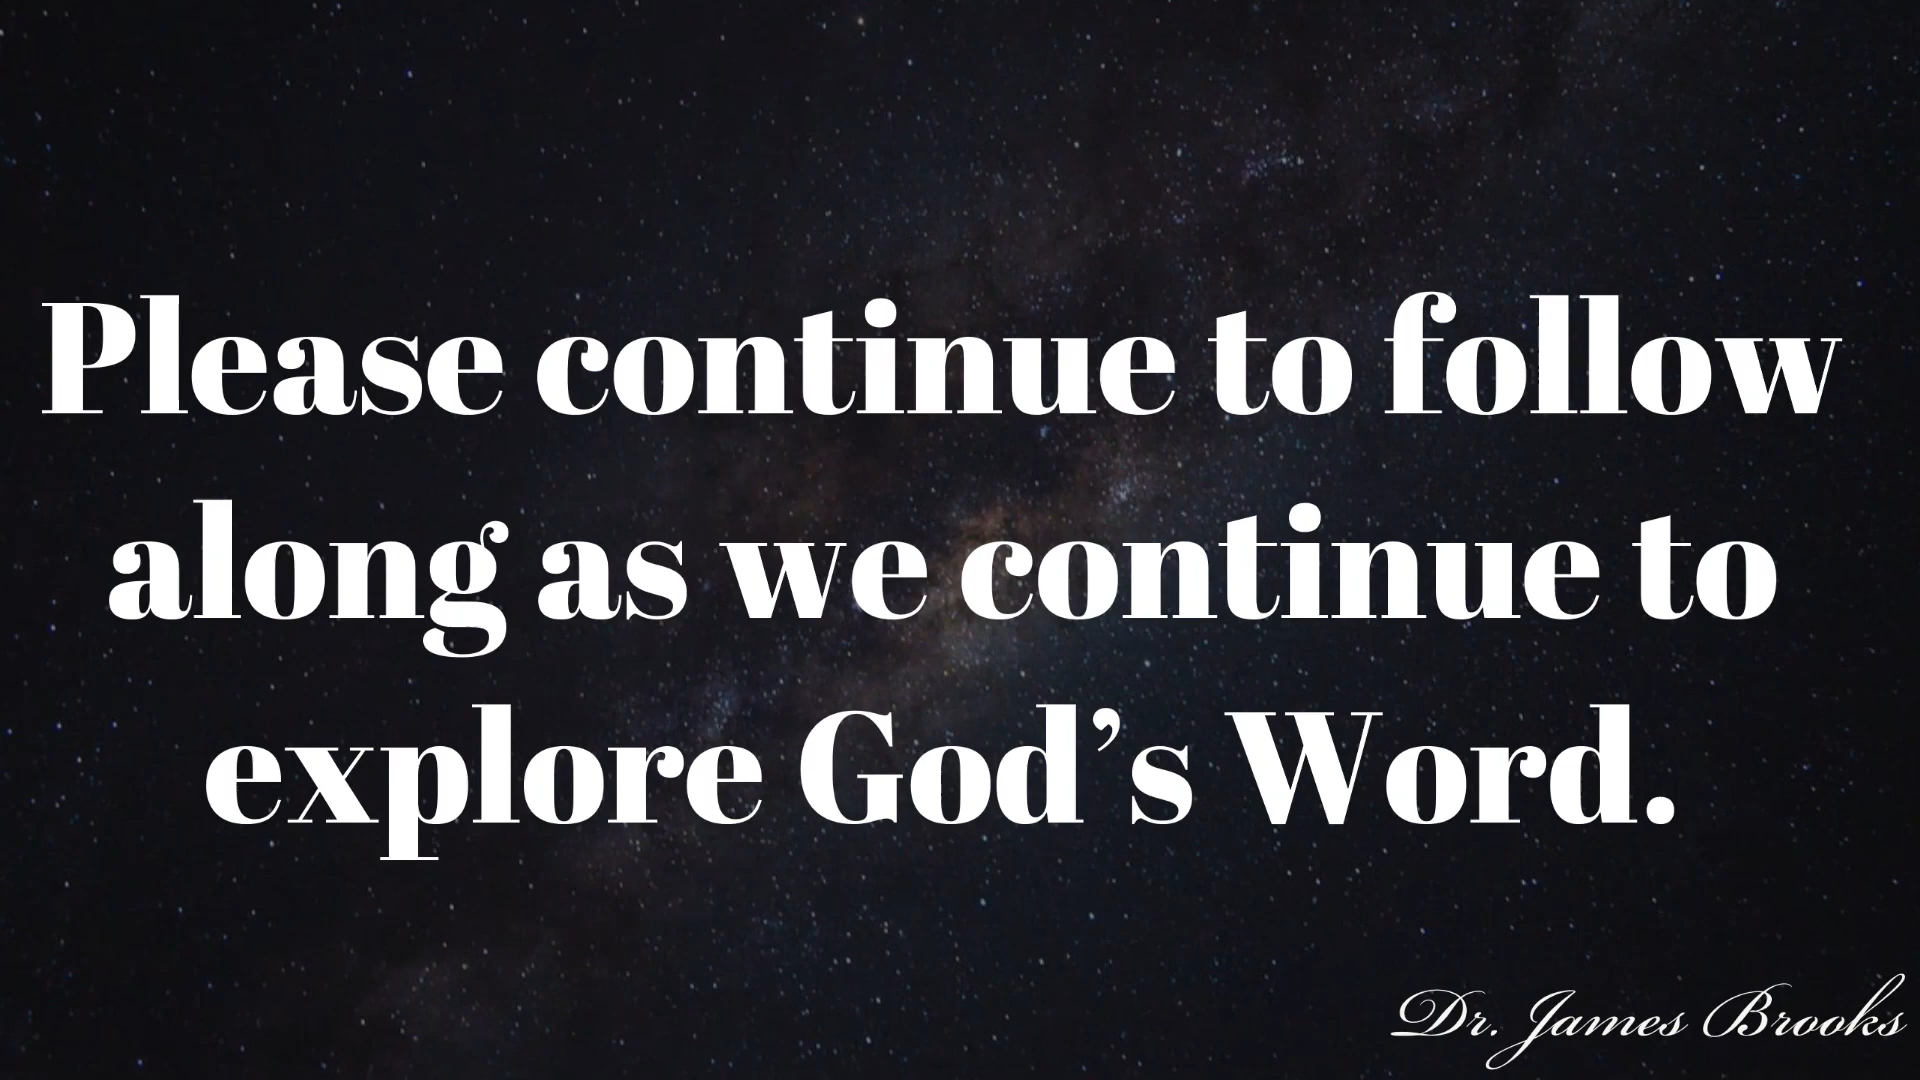 Please continue to follow
along as we continue to
explore God’s Word.
Dr. James Brooks